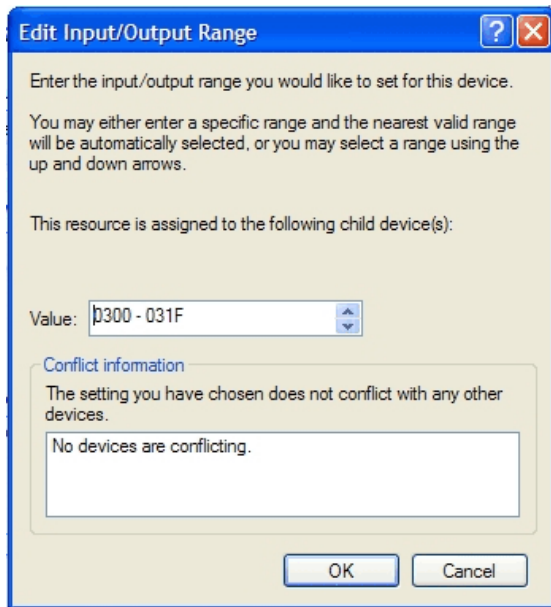 Edit Input/Output Range
Enter the input/output range you would like to set for this device.
You may either enter a specific range and the nearest valid range
will be automatically selected, or you may select a range using the
up and down arrows.
This resource is assigned to the following child device(s):
Value: 0300 - 031F
Conflict information
The setting you have chosen does not conflict with any other
devices.
No devices are conflicting.
OK Cancel